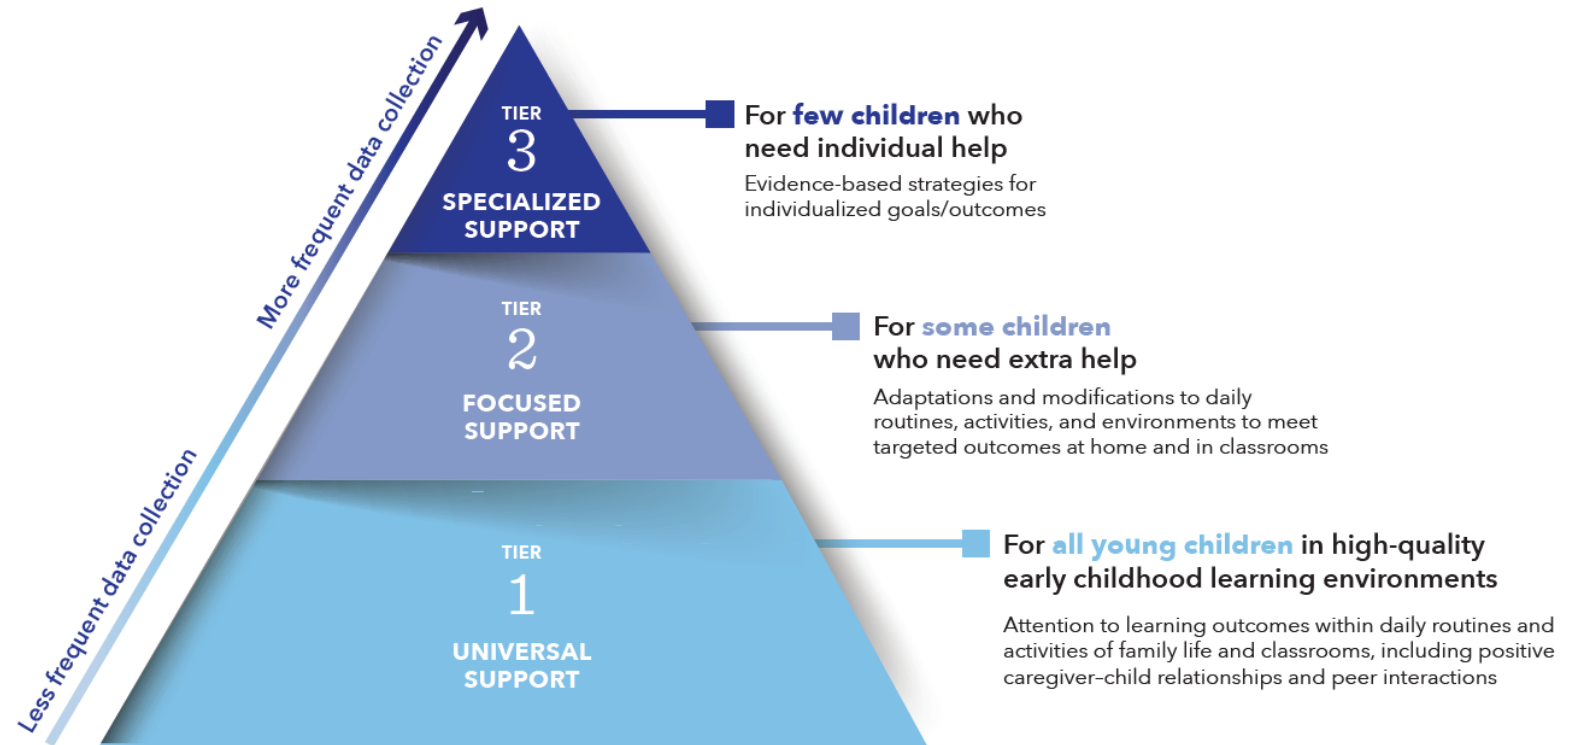 More frequent data collection
Less frequent data collection
TIER
3
SPECIALIZED
SUPPORT
For few children who
need individual help
Evidence-based strategies for
individualized goals/outcomes
TIER
2
FOCUSED
SUPPORT
For some children
who need extra help
Adaptations and modifications to daily
routines, activities, and environments to meet
targeted outcomes at home and in classrooms
TIER
1
UNIVERSAL
SUPPORT
For all young children in high-quality
early childhood learning environments
Attention to learning outcomes within daily routines and
activities of family life and classrooms, including positive
caregiver–child relationships and peer interactions